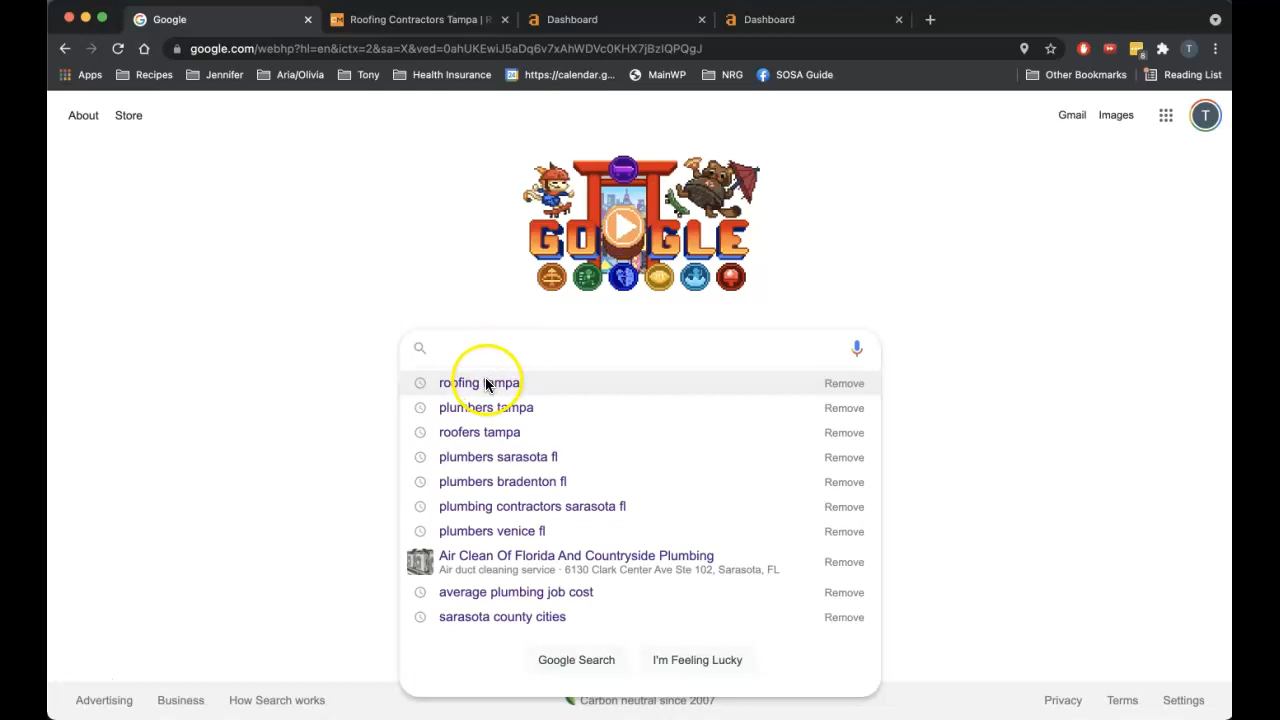 Google
Roofing Contractors Tampa | R
Dashboard
Dashboard
google.com/webhp?hl=en&ictx=2&sa=X&ved=0ahUKEwiJ5aDq6v7xAhWDVc0KHX7jBzIQPQgJ
Apps
Recipes
Jennifer
Aria/Olivia
Tony
Health Insurance
https://calendar.g...
MainWP
NRG
SOSA Guide
Other Bookmarks
Reading List
About
Store
Gmail
Images
T
GOOGLE
roofing tampa
Remove
plumbers tampa
Remove
roofers tampa
Remove
plumbers sarasota fl
Remove
plumbers bradenton fl
Remove
plumbing contractors sarasota fl
Remove
plumbers venice fl
Remove
Air Clean Of Florida And Countryside Plumbing
Air duct cleaning service · 6130 Clark Center Ave Ste 102, Sarasota, FL
Remove
average plumbing job cost
Remove
sarasota county cities
Remove
Google Search
I'm Feeling Lucky
Advertising
Business
How Search works
Carbon neutral since 2007
Privacy
Terms
Settings